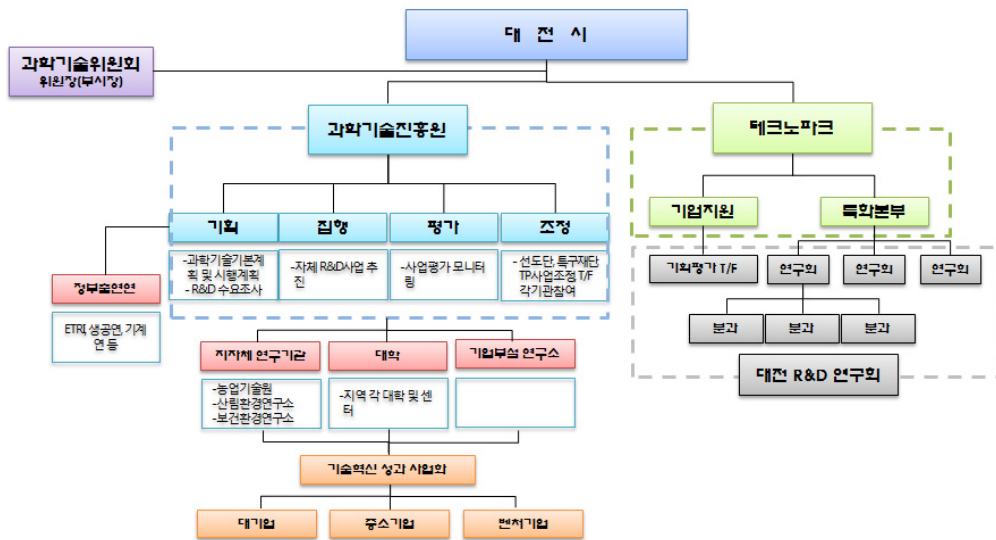 대 전 시
과학기술위원회
위원장(부시장)
과학기술진흥원
테크노파크
기획
집행
평가
조정
기업지원
특화본부
-과학기술기본계
획 및 시행계획
- R&D 수요조사
-자체 R&D사업 추
진
-사업평가 모니터
링
- 선도단, 특구재단
TP사업조정 T/F
각기관참여
기획평가 T/F
연구회
연구회
연구회
정부출연연
ETRI, 생공연, 기계
연 등
분과
분과
분과
대전 R&D 연구회
지자체 연구기관
대학
기업부설 연구소
-농업기술원
-산림환경연구소
-보건환경연구소
-지역 각 대학 및 센
터
기술혁신 성과 사업화
대기업
중소기업
벤처기업